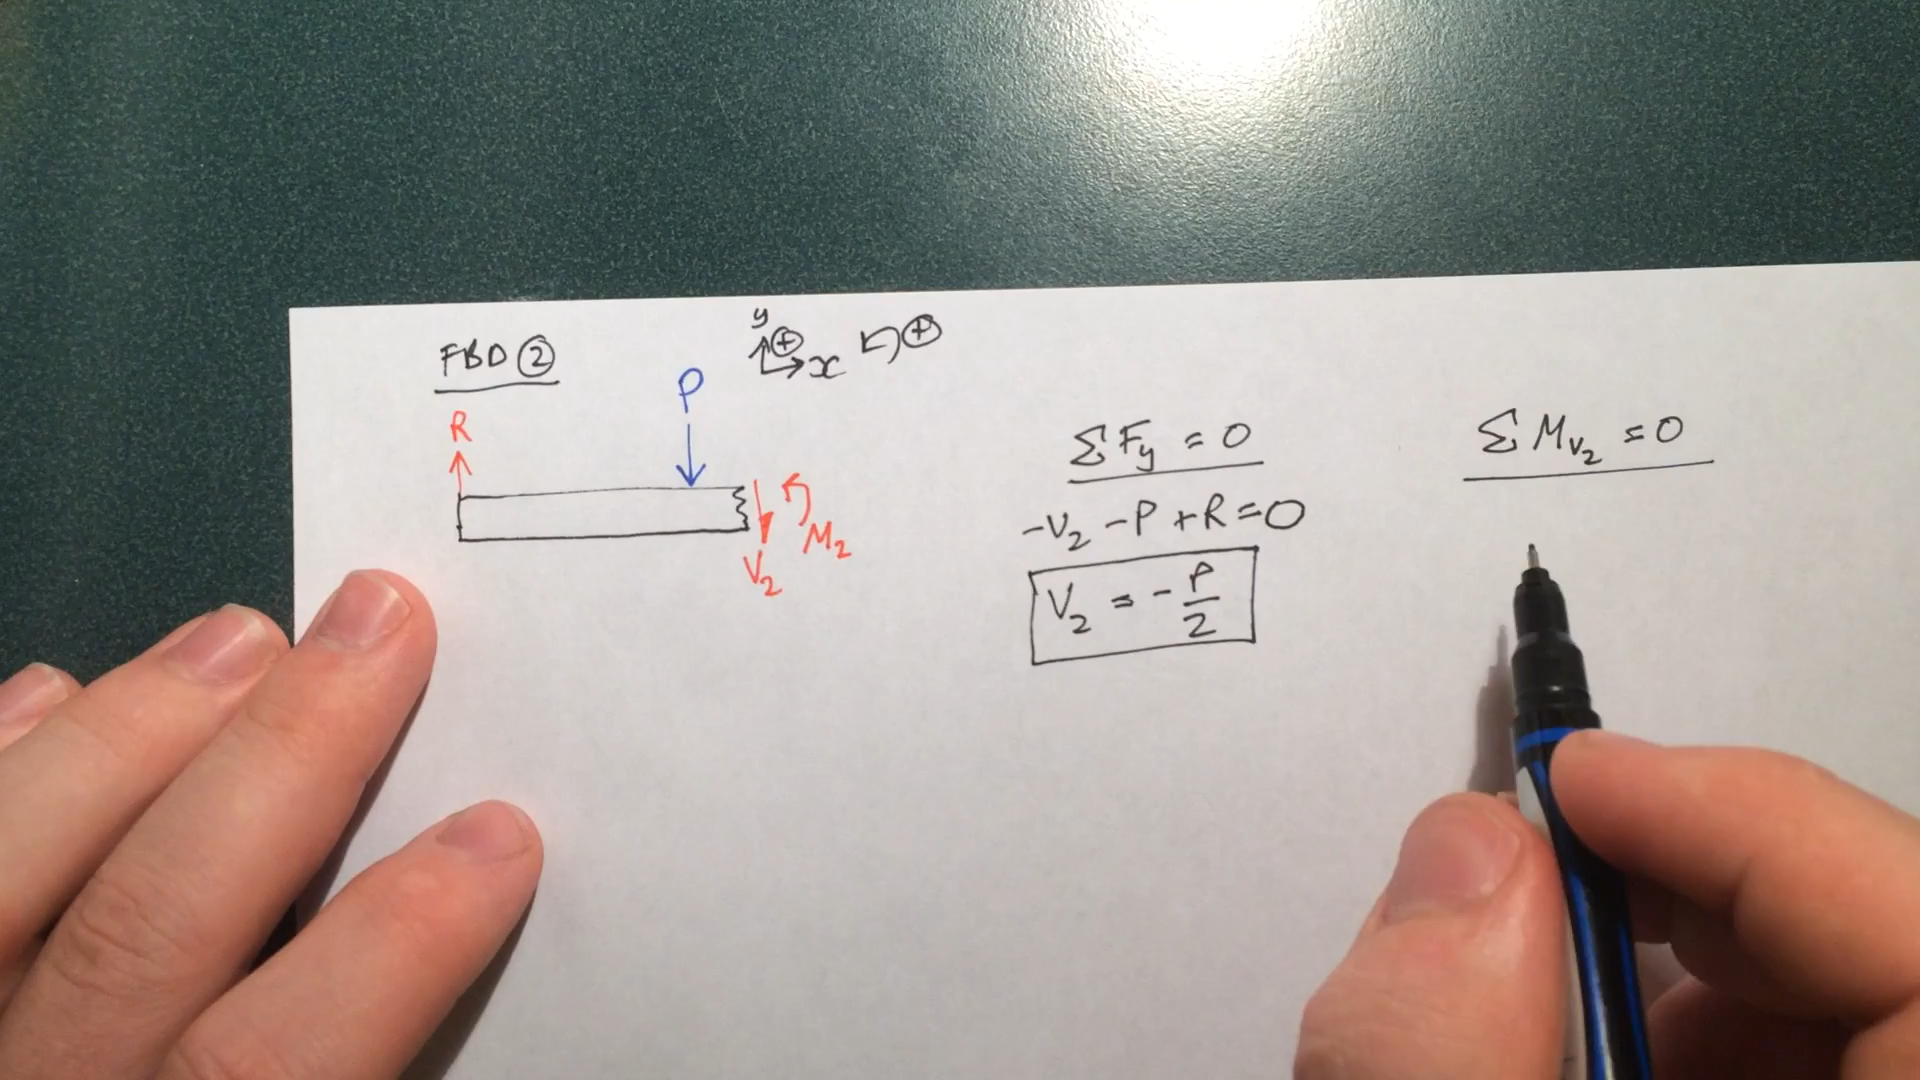 FBD ②
y ⊕ x ⊕
R
P
V₂
M₂
ΣFy = 0
-V₂ - P + R = 0
V₂ = -P/2
ΣM_V₂ = 0